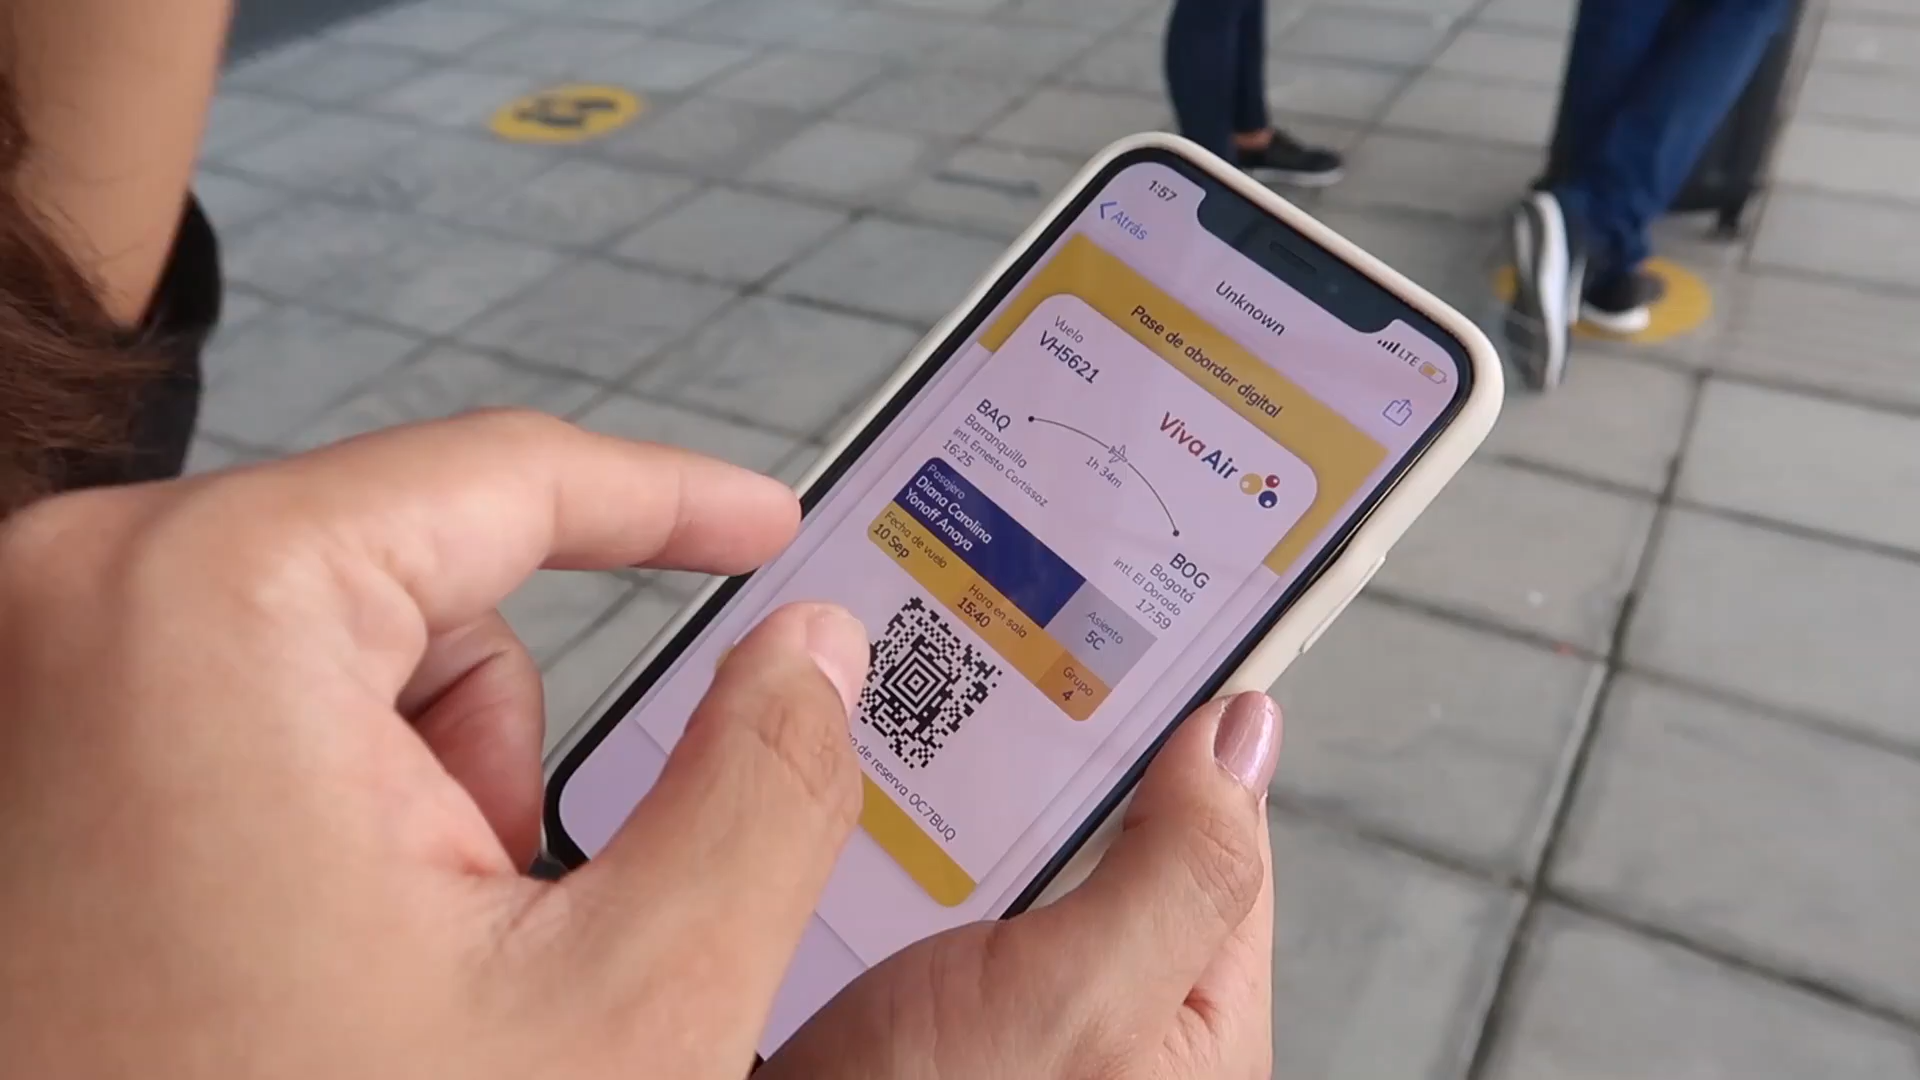 1:57
LTE
Atrás
Unknown
Pase de abordar digital
Vuelo
VH5621
Viva Air
BAQ
Barranquilla
intl. Ernesto Cortissoz
16:25
1h 34m
BOG
Bogotá
intl. El Dorado
17:59
Pasajero
Diana Carolina
Yonoff Anaya
Asiento
5C
Fecha de vuelo
10 Sep
Hora en sala
15:40
Grupo
4
de reserva OC7BUQ